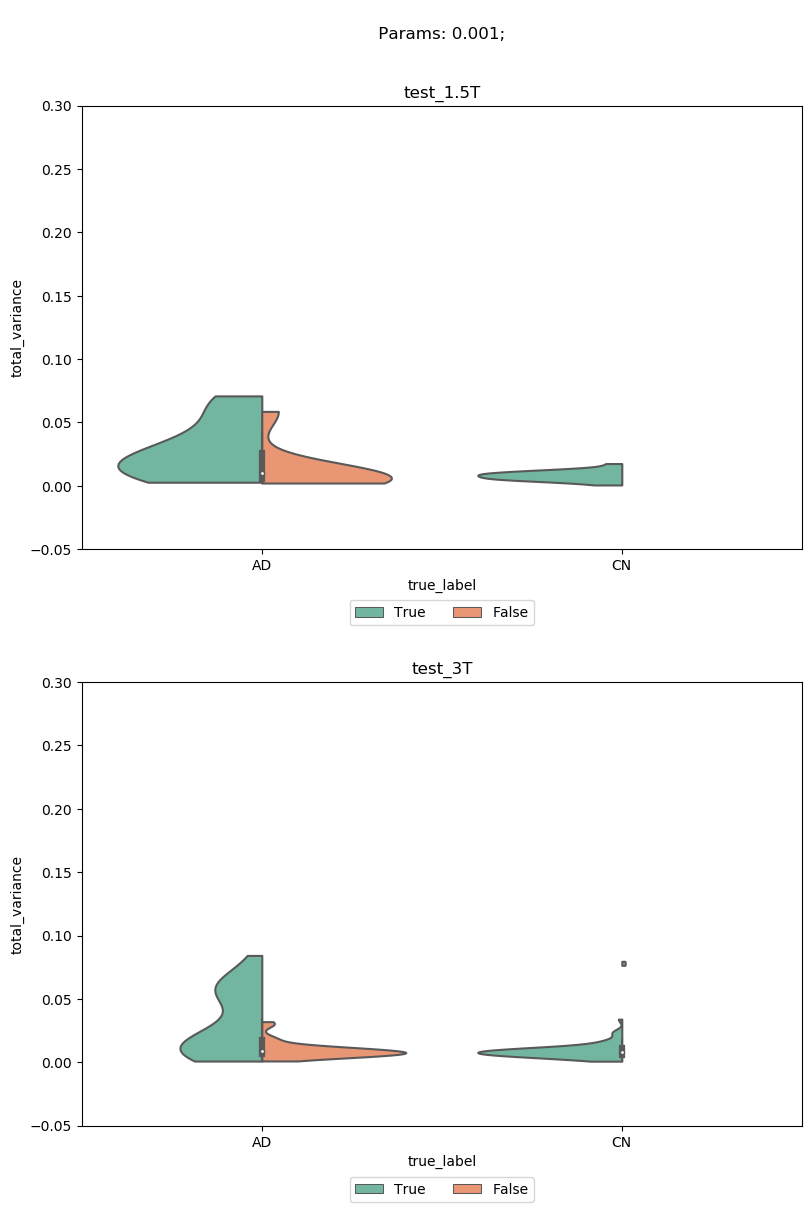 Params: 0.001;
test_1.5T
0.30
0.25
0.20
0.15
0.10
0.05
0.00
−0.05
total_variance
AD CN
true_label
True False
test_3T
0.30
0.25
0.20
0.15
0.10
0.05
0.00
−0.05
total_variance
AD CN
true_label
True False